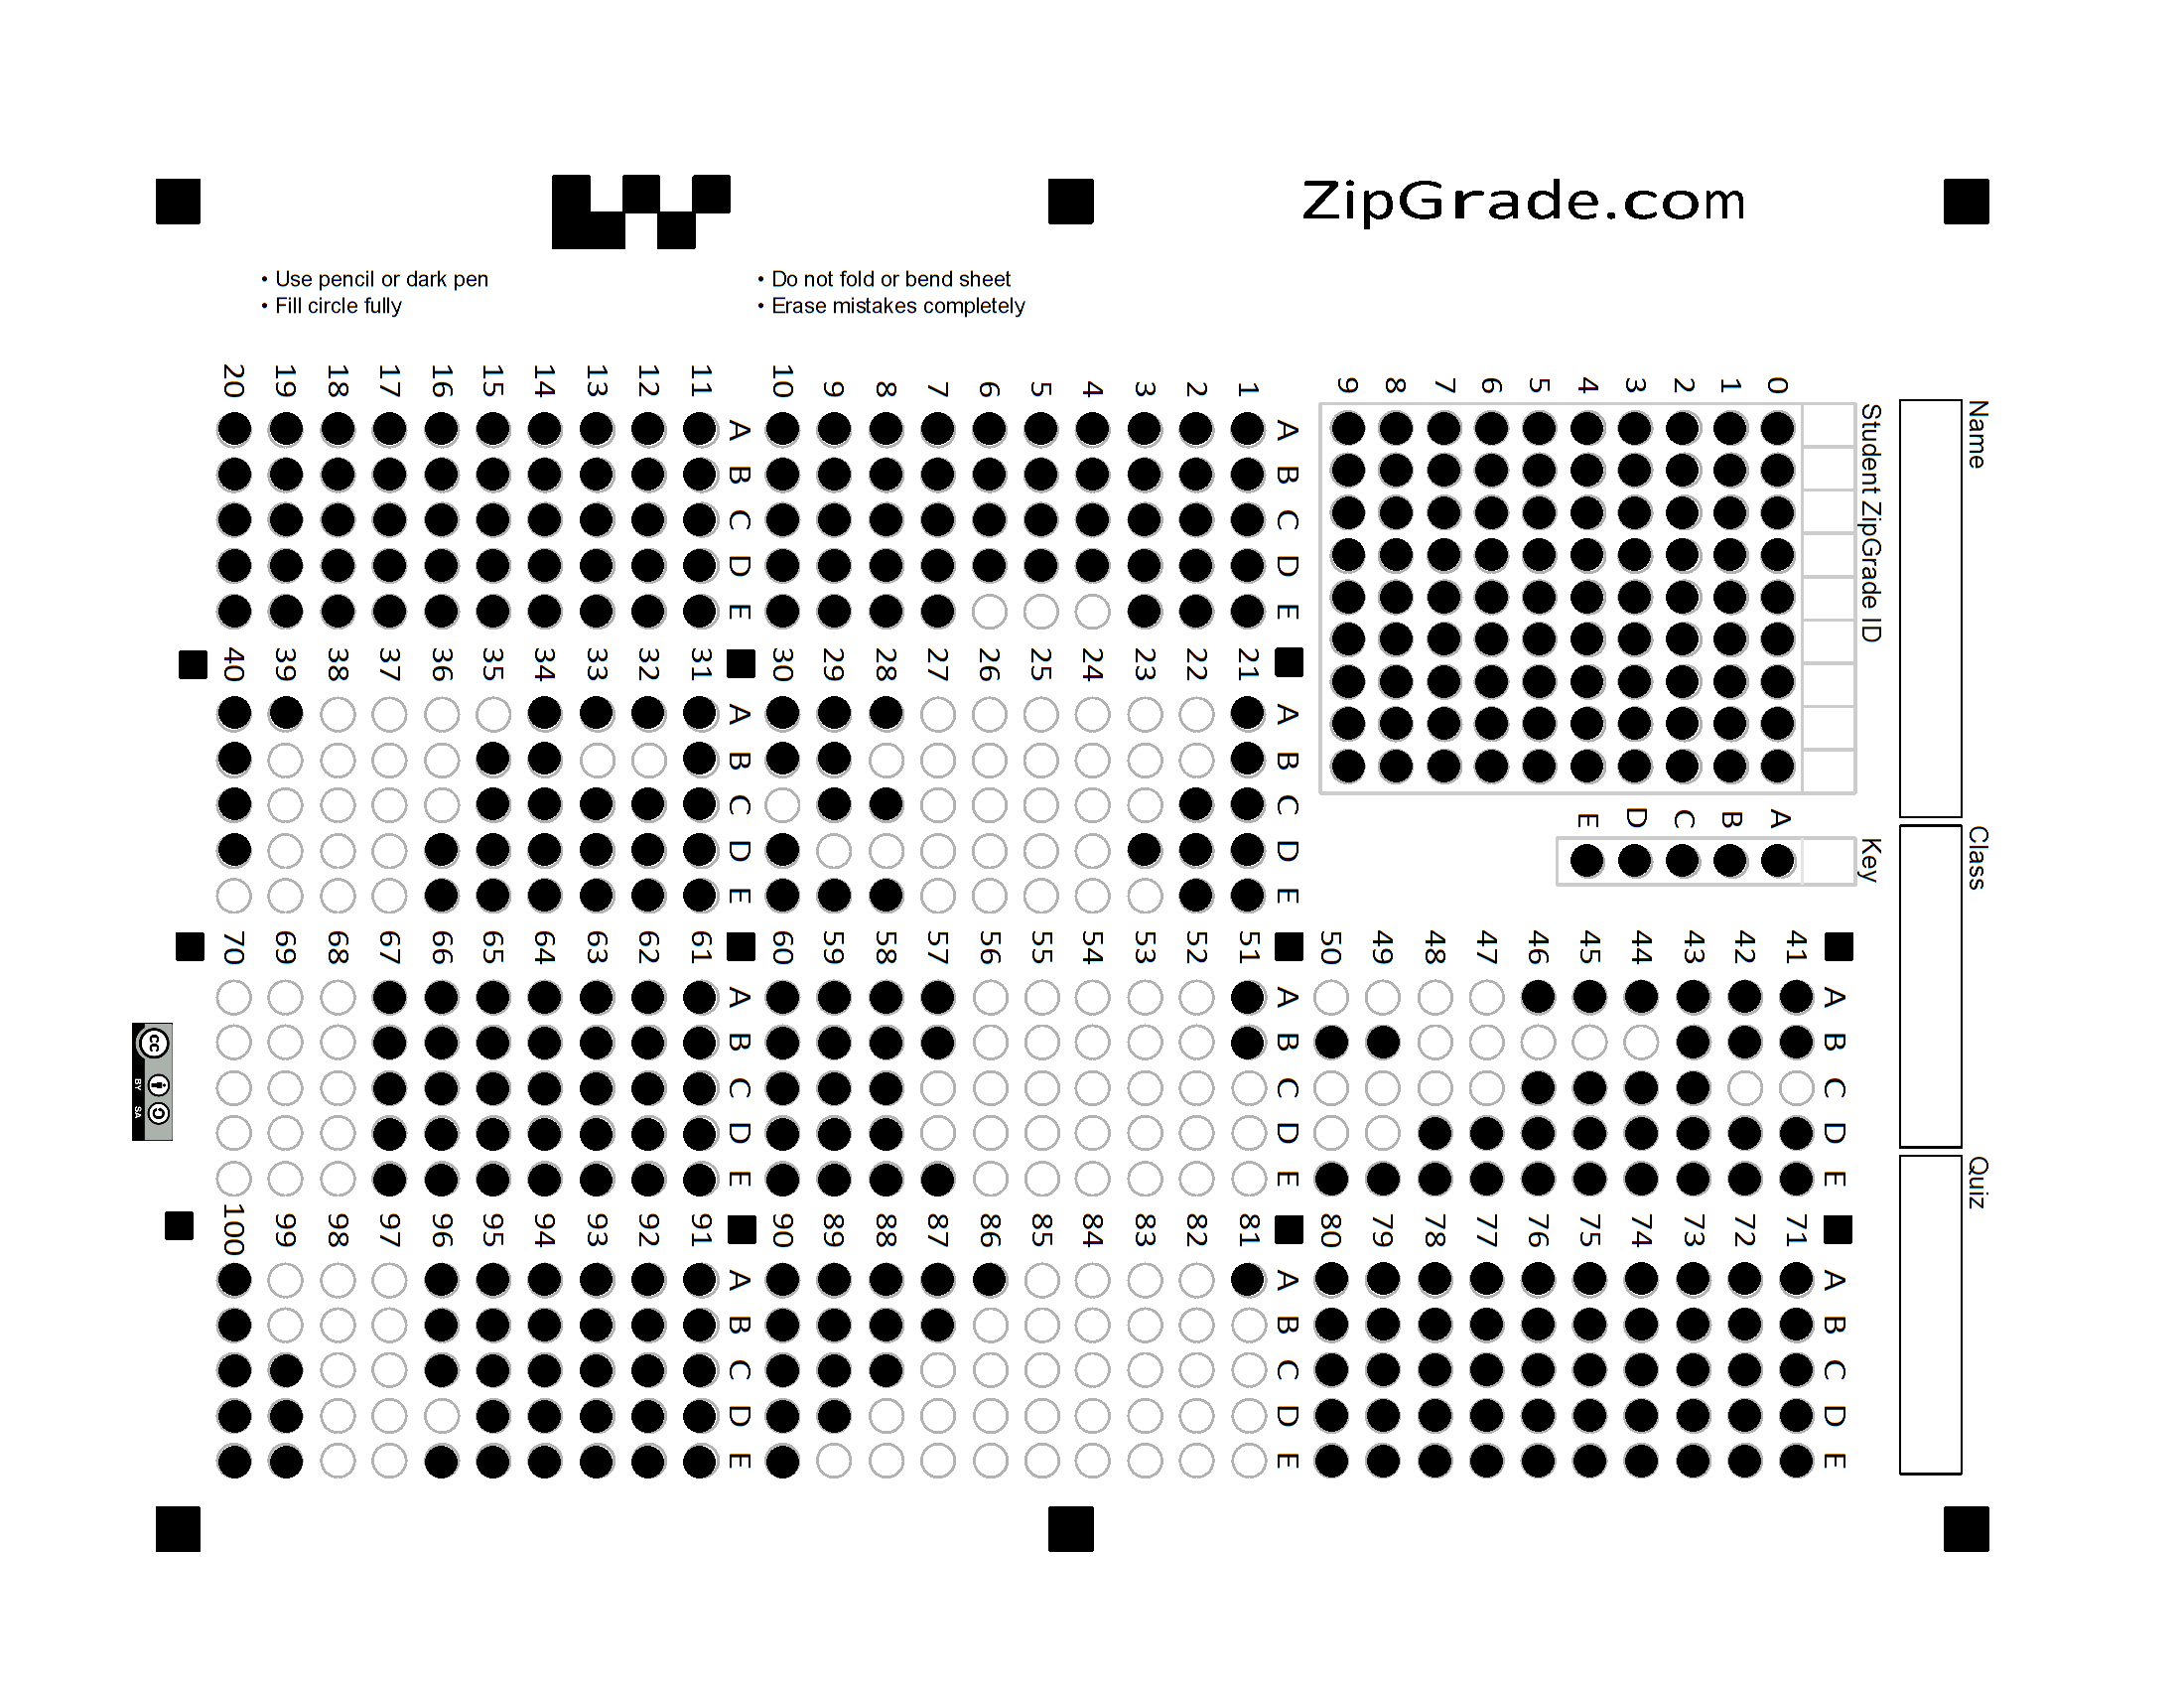 ZipGrade.com
• Use pencil or dark pen
• Fill circle fully
• Do not fold or bend sheet
• Erase mistakes completely
Name
Class
Quiz
Student ZipGrade ID
0 1 2 3 4 5 6 7 8 9
Key
A B C D E
A B C D E
1 2 3 4 5 6 7 8 9 10
A B C D E
11 12 13 14 15 16 17 18 19 20
A B C D E
21 22 23 24 25 26 27 28 29 30
A B C D E
31 32 33 34 35 36 37 38 39 40
A B C D E
41 42 43 44 45 46 47 48 49 50
A B C D E
51 52 53 54 55 56 57 58 59 60
A B C D E
61 62 63 64 65 66 67 68 69 70
A B C D E
71 72 73 74 75 76 77 78 79 80
A B C D E
81 82 83 84 85 86 87 88 89 90
A B C D E
91 92 93 94 95 96 97 98 99 100
cc
BY SA